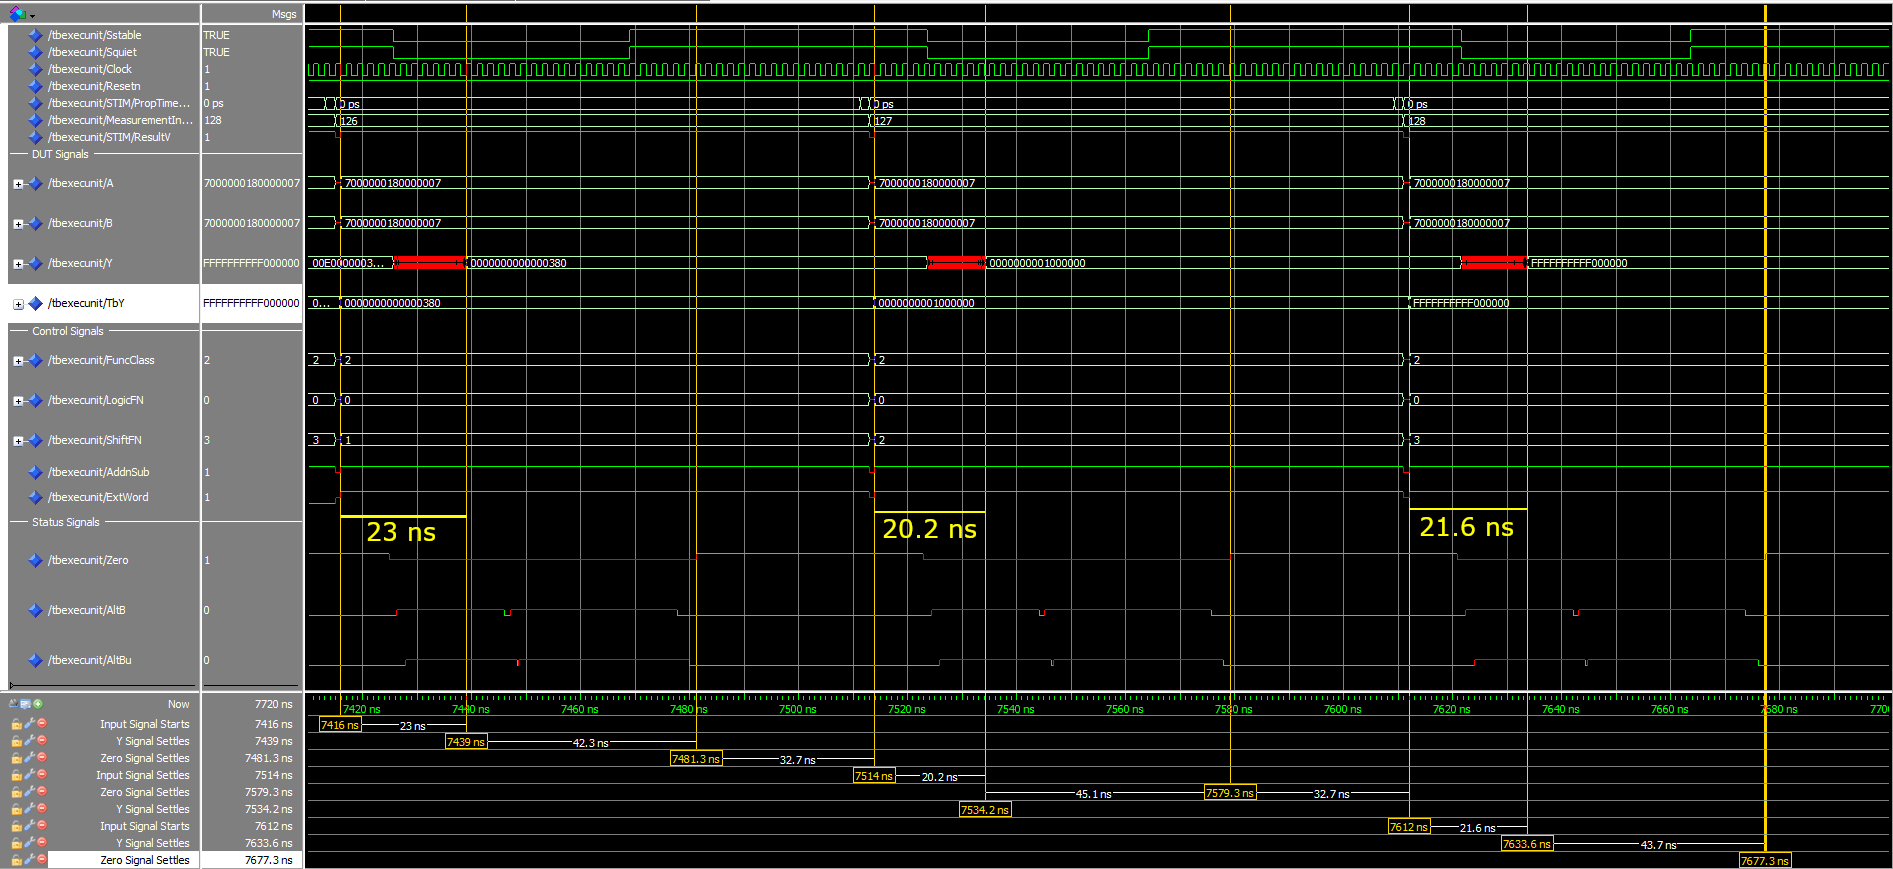 Msgs
/tbexecunit/Sstable TRUE
/tbexecunit/Squiet TRUE
/tbexecunit/Clock 1
/tbexecunit/Resetn 1
/tbexecunit/STIM/PropTime... 0 ps 0 ps 0 ps 0 ps
/tbexecunit/MeasurementIn... 128 126 127 128
/tbexecunit/STIM/ResultV 1
DUT Signals
/tbexecunit/A 7000000180000007 7000000180000007 7000000180000007 7000000180000007
/tbexecunit/B 7000000180000007 7000000180000007 7000000180000007 7000000180000007
/tbexecunit/Y FFFFFFFFFF000000 00E0000003... 0000000000000380 0000000001000000 FFFFFFFFFF000000
/tbexecunit/TbY FFFFFFFFFF000000 0... 0000000000000380 0000000001000000 FFFFFFFFFF000000
Control Signals
/tbexecunit/FuncClass 2 2 2 2 2
/tbexecunit/LogicFN 0 0 0 0 0
/tbexecunit/ShiftFN 3 3 1 2 3
/tbexecunit/AddnSub 1
/tbexecunit/ExtWord 1
Status Signals
23 ns 20.2 ns 21.6 ns
/tbexecunit/Zero 1
/tbexecunit/AltB 0
/tbexecunit/AltBu 0
Now 7720 ns 7420 ns 7440 ns 7460 ns 7480 ns 7500 ns 7520 ns 7540 ns 7560 ns 7580 ns 7600 ns 7620 ns 7640 ns 7660 ns 7680 ns 7700
Input Signal Starts 7416 ns 7416 ns 23 ns
Y Signal Settles 7439 ns 7439 ns 42.3 ns
Zero Signal Settles 7481.3 ns 7481.3 ns 32.7 ns
Input Signal Starts 7514 ns 7514 ns 20.2 ns
Zero Signal Settles 7579.3 ns 45.1 ns 7579.3 ns 32.7 ns
Y Signal Settles 7534.2 ns 7534.2 ns
Input Signal Starts 7612 ns 7612 ns 21.6 ns
Y Signal Settles 7633.6 ns 7633.6 ns 43.7 ns
Zero Signal Settles 7677.3 ns 7677.3 ns